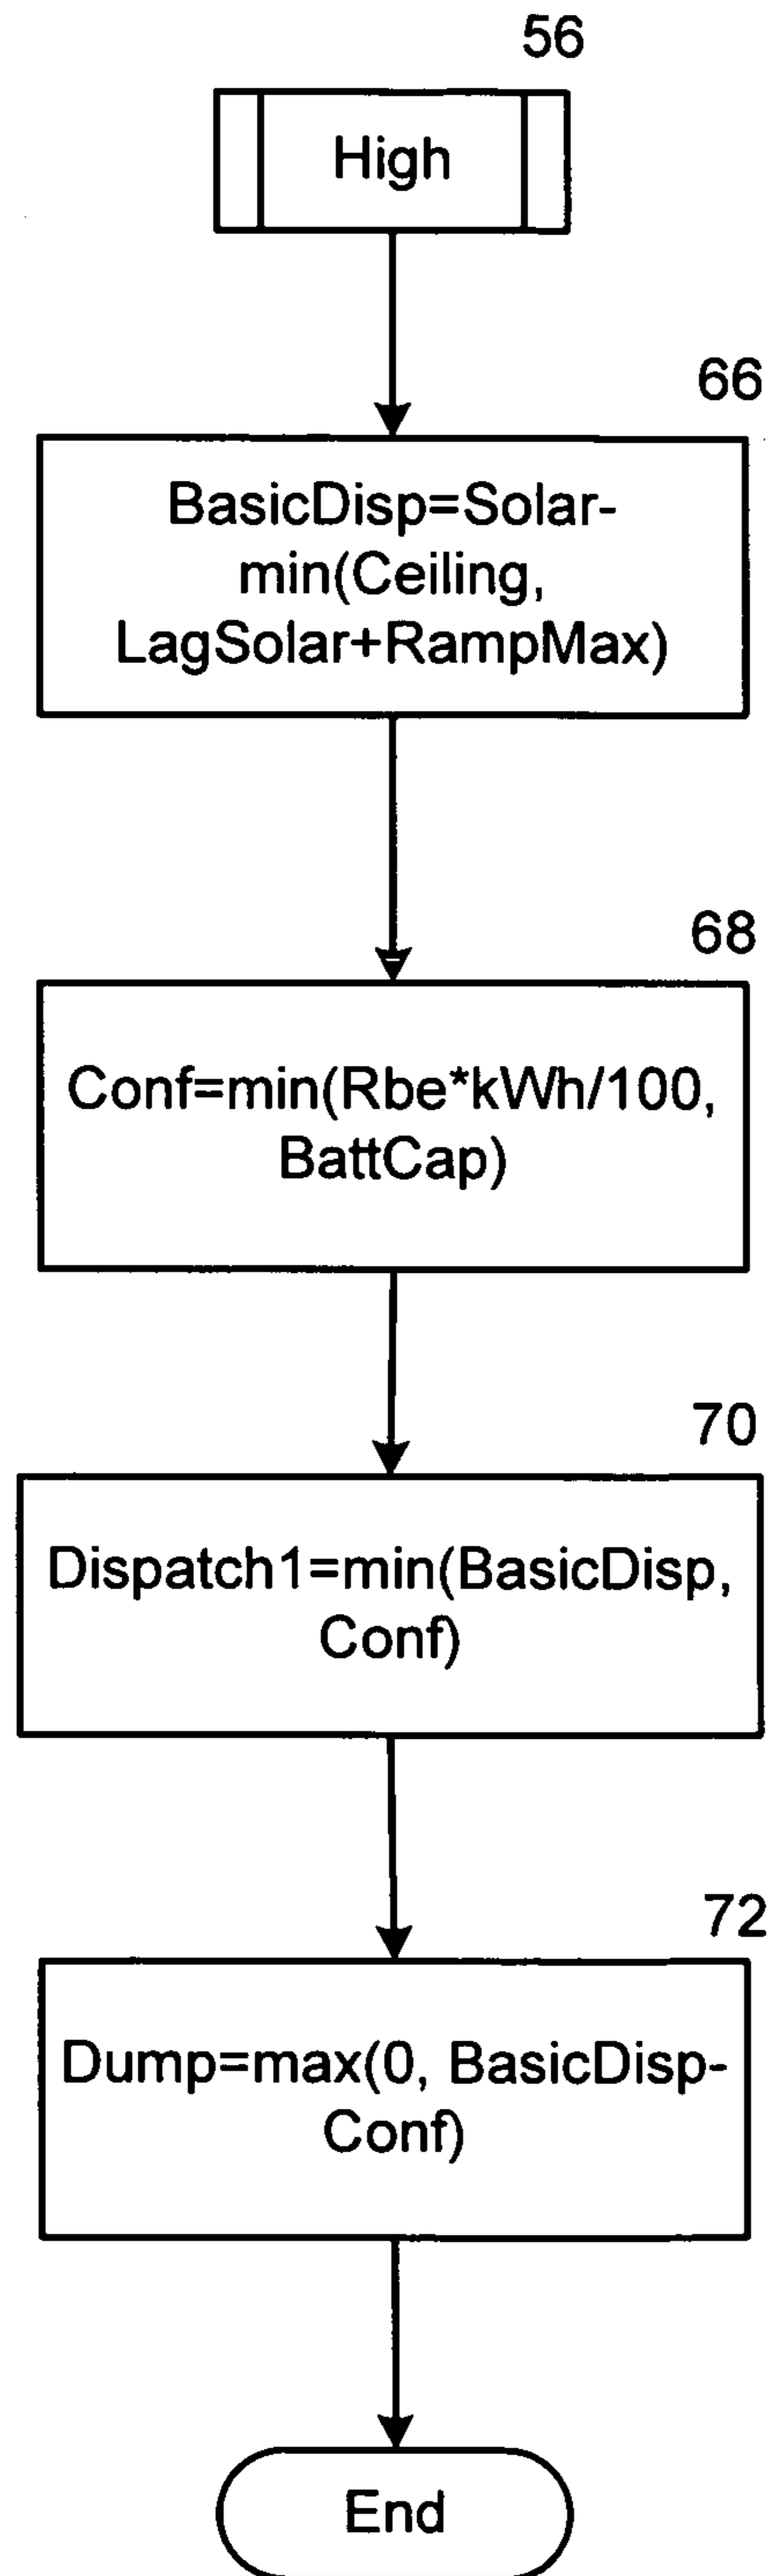 56
High
66
BasicDisp=Solar-
min(Ceiling,
LagSolar+RampMax)
68
Conf=min(Rbe*kWh/100,
BattCap)
70
Dispatch1=min(BasicDisp,
Conf)
72
Dump=max(0, BasicDisp-
Conf)
End